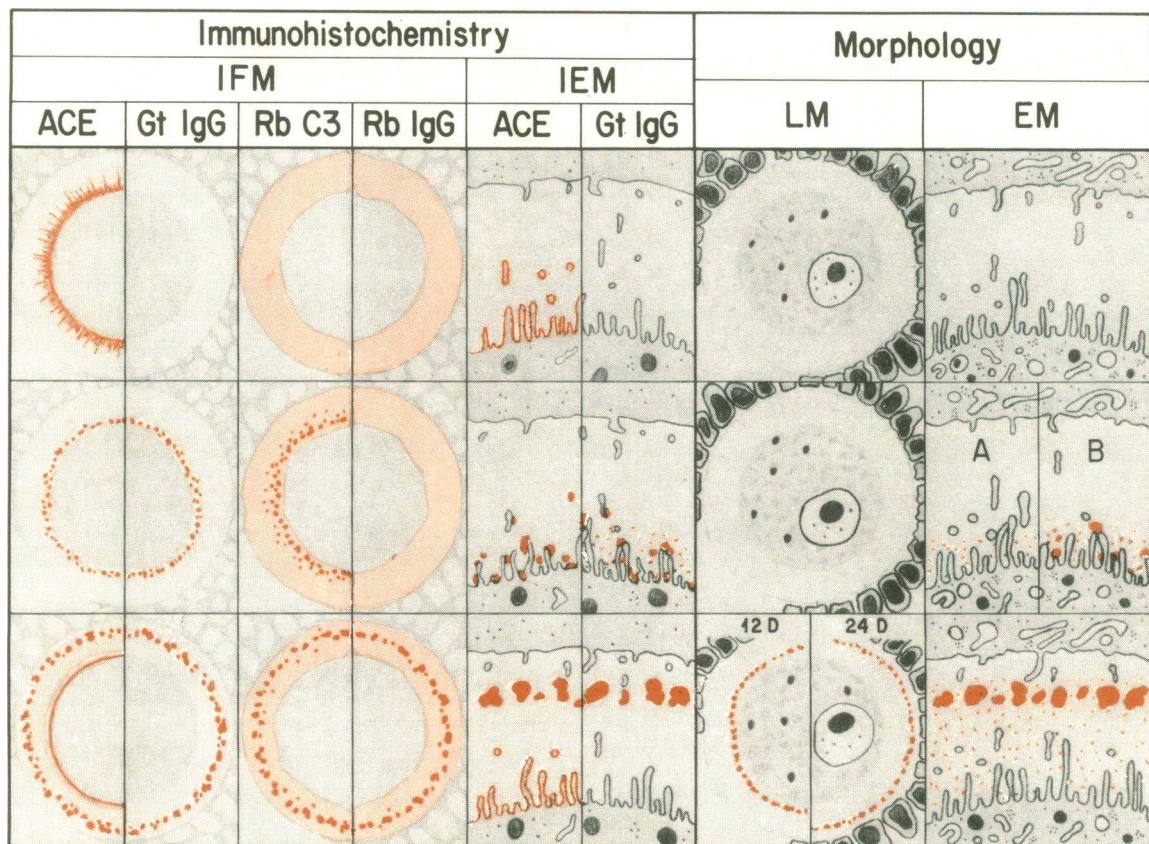 Immunohistochemistry
Morphology
IFM
IEM
LM
EM
ACE
Gt IgG
Rb C3
Rb IgG
ACE
Gt IgG
A
B
12 D
24 D